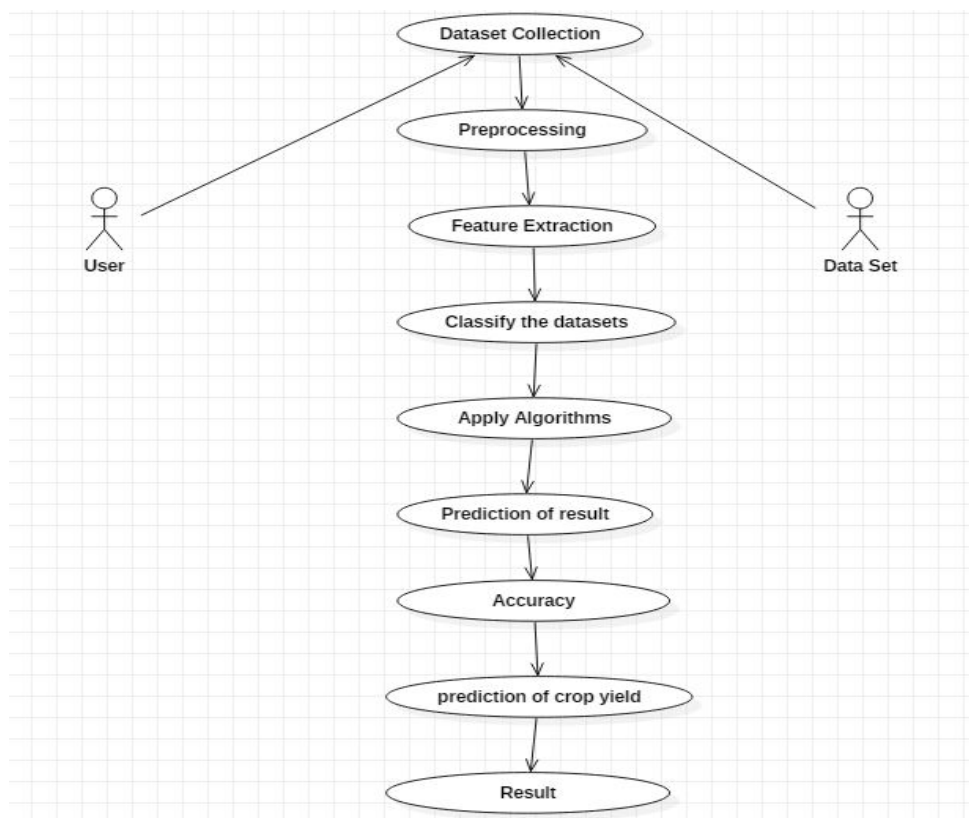 Dataset Collection
Preprocessing
Feature Extraction
User
Data Set
Classify the datasets
Apply Algorithms
Prediction of result
Accuracy
prediction of crop yield
Result